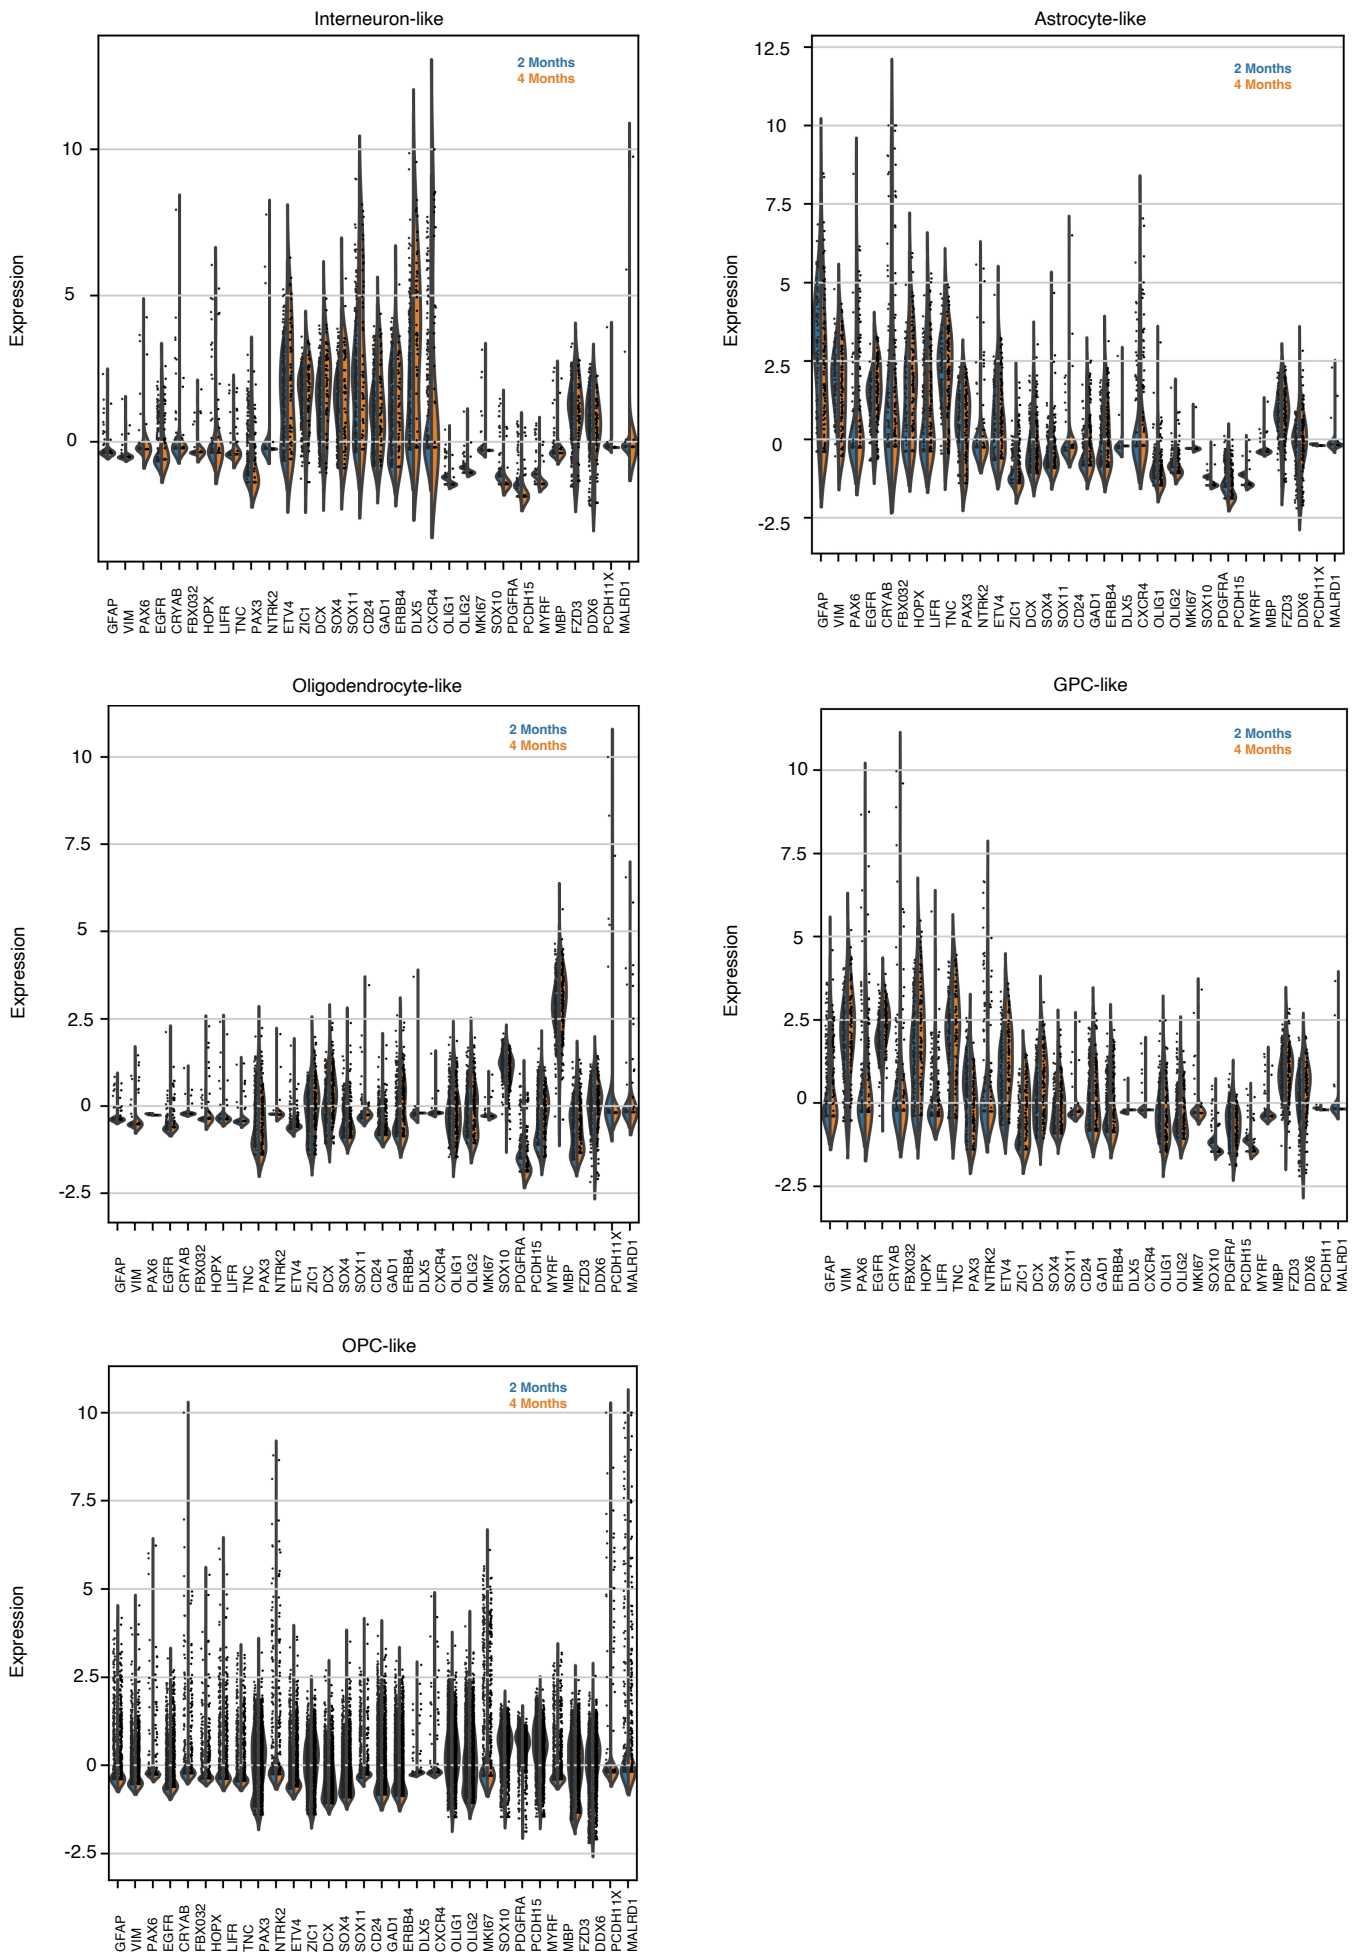 Interneuron-like
2 Months
4 Months
Expression
10
5
0
GFAP
VIM
PAX6
EGFR
CRYAB
FBX032
HOPX
LIFR
TNC
PAX3
NTRK2
ETV4
ZIC1
DCX
SOX4
SOX11
CD24
GAD1
ERBB4
DLX5
CXCR4
OLIG1
OLIG2
MKI67
SOX10
PDGFRA
PCDH15
MYRF
MBP
FZD3
DDX6
PCDH11X
MALRD1
Astrocyte-like
2 Months
4 Months
Expression
12.5
10
7.5
5
2.5
0
-2.5
GFAP
VIM
PAX6
EGFR
CRYAB
FBX032
HOPX
LIFR
TNC
PAX3
NTRK2
ETV4
ZIC1
DCX
SOX4
SOX11
CD24
GAD1
ERBB4
DLX5
CXCR4
OLIG1
OLIG2
MKI67
SOX10
PDGFRA
PCDH15
MYRF
MBP
FZD3
DDX6
PCDH11X
MALRD1
Oligodendrocyte-like
2 Months
4 Months
Expression
10
7.5
5
2.5
0
-2.5
GFAP
VIM
PAX6
EGFR
CRYAB
FBX032
HOPX
LIFR
TNC
PAX3
NTRK2
ETV4
ZIC1
DCX
SOX4
SOX11
CD24
GAD1
ERBB4
DLX5
CXCR4
OLIG1
OLIG2
MKI67
SOX10
PDGFRA
PCDH15
MYRF
MBP
FZD3
DDX6
PCDH11X
MALRD1
GPC-like
2 Months
4 Months
Expression
10
7.5
5
2.5
0
-2.5
GFAP
VIM
PAX6
EGFR
CRYAB
FBX032
HOPX
LIFR
TNC
PAX3
NTRK2
ETV4
ZIC1
DCX
SOX4
SOX11
CD24
GAD1
ERBB4
DLX5
CXCR4
OLIG1
OLIG2
MKI67
SOX10
PDGFRA
PCDH15
MYRF
MBP
FZD3
DDX6
PCDH11
MALRD1
OPC-like
2 Months
4 Months
Expression
10
7.5
5
2.5
0
-2.5
GFAP
VIM
PAX6
EGFR
CRYAB
FBX032
HOPX
LIFR
TNC
PAX3
NTRK2
ETV4
ZIC1
DCX
SOX4
SOX11
CD24
GAD1
ERBB4
DLX5
CXCR4
OLIG1
OLIG2
MKI67
SOX10
PDGFRA
PCDH15
MYRF
MBP
FZD3
DDX6
PCDH11X
MALRD1